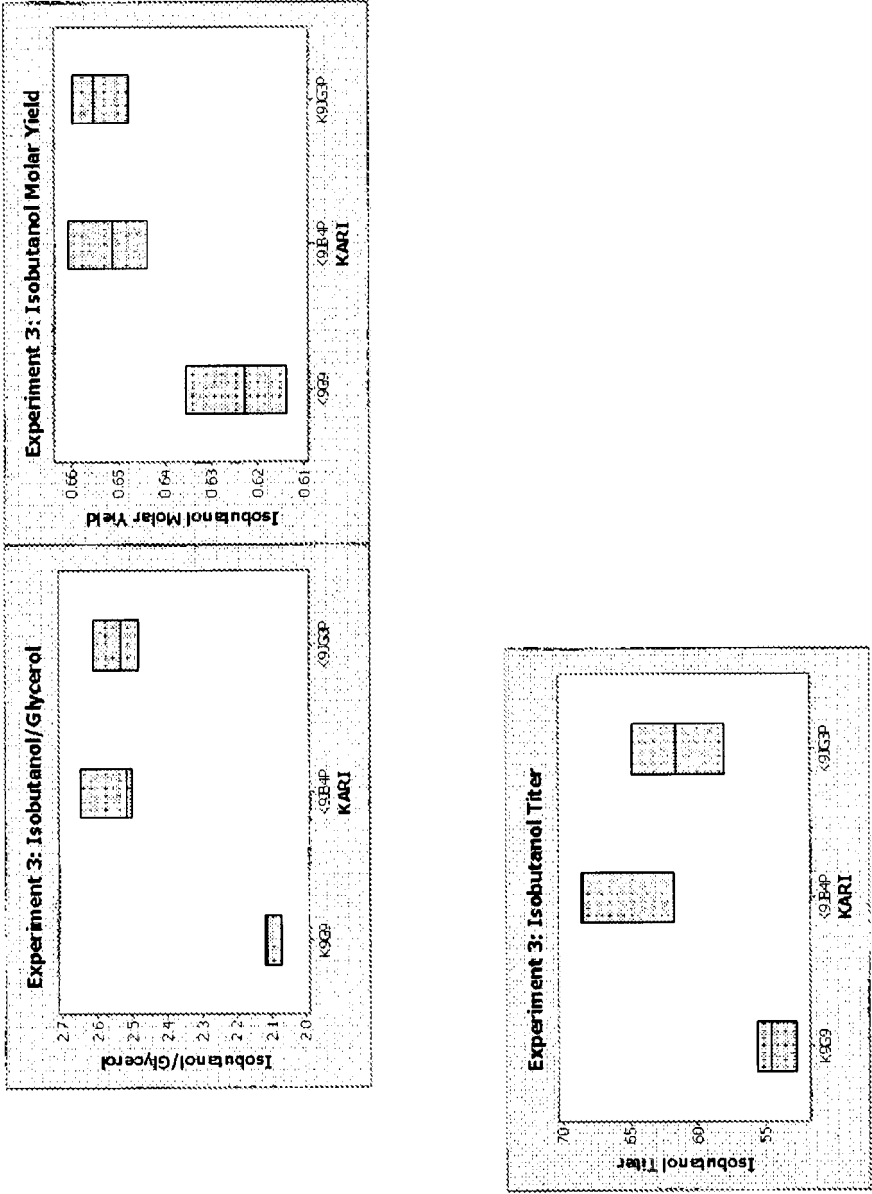 Experiment 3: Isobutanol/Glycerol
Isobutanol/Glycerol
2.7
2.6
2.5
2.4
2.3
2.2
2.1
2.0
K9G9
K9JB4P
K9JG3P
KARI
Experiment 3: Isobutanol Molar Yield
Isobutanol Molar Yield
0.66
0.65
0.64
0.63
0.62
0.61
K9G9
K9JB4P
K9JG3P
KARI
Experiment 3: Isobutanol Titer
Isobutanol Titer
70
65
60
55
K9G9
K9JB4P
K9JG3P
KARI